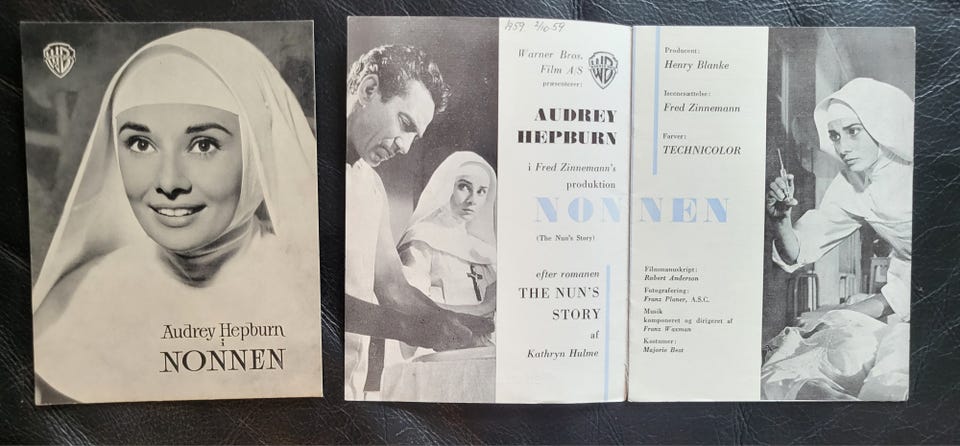 WB
Audrey Hepburn
i
NONNEN
1959 2/10-59
Warner Bros.
Film A/S
præsenterer:
WB
AUDREY
HEPBURN
i Fred Zinnemann's
produktion
NONNEN
(The Nun's Story)
efter romanen
THE NUN'S
STORY
af
Kathryn Hulme
Producent:
Henry Blanke
Iscenesættelse:
Fred Zinnemann
Farver:
TECHNICOLOR
Filmmanuskript:
Robert Anderson
Fotografering:
Franz Planer, A.S.C.
Musik
komponeret og dirigeret af
Franz Waxman
Kostumer:
Majorie Best